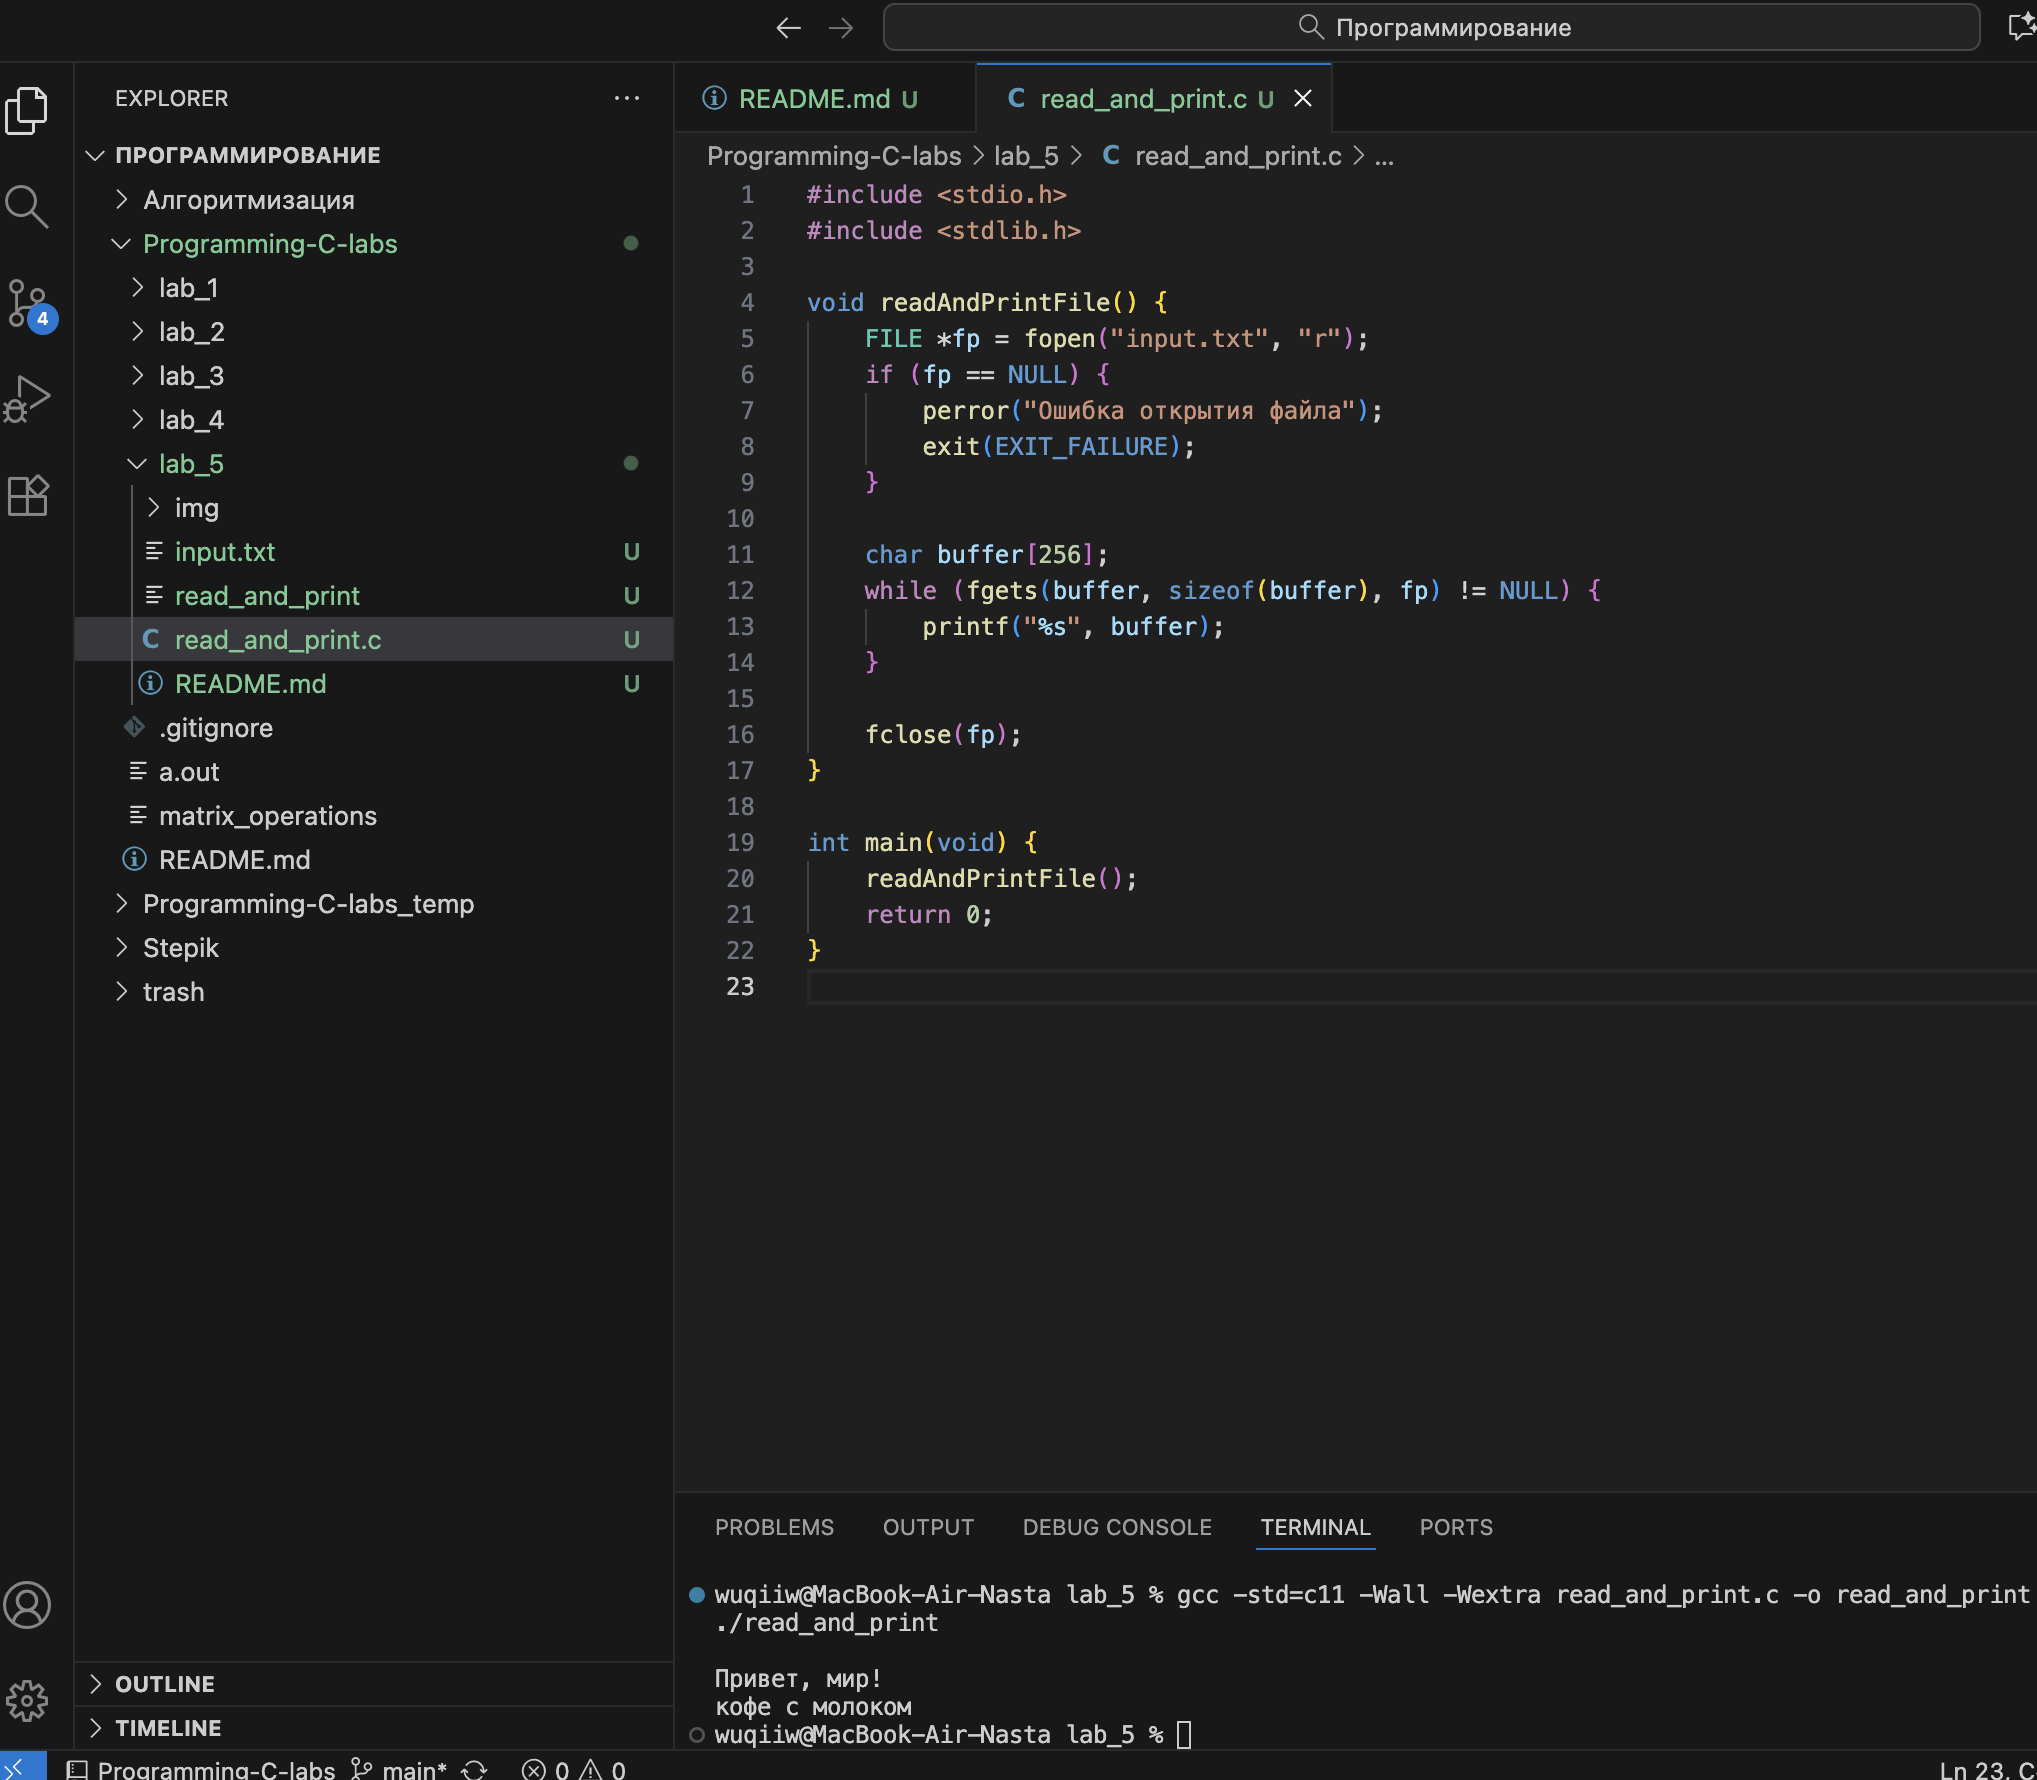 Программирование
EXPLORER
ПРОГРАММИРОВАНИЕ
Алгоритмизация
Programming-C-labs
lab_1
lab_2
lab_3
lab_4
lab_5
img
input.txt U
read_and_print U
read_and_print.c U
README.md U
.gitignore
a.out
matrix_operations
README.md
Programming-C-labs_temp
Stepik
trash
OUTLINE
TIMELINE
4
README.md U
read_and_print.c U
Programming-C-labs > lab_5 > C read_and_print.c > ...
1 #include <stdio.h>
2 #include <stdlib.h>
3
4 void readAndPrintFile() {
5 FILE *fp = fopen("input.txt", "r");
6 if (fp == NULL) {
7 perror("Ошибка открытия файла");
8 exit(EXIT_FAILURE);
9 }
10
11 char buffer[256];
12 while (fgets(buffer, sizeof(buffer), fp) != NULL) {
13 printf("%s", buffer);
14 }
15
16 fclose(fp);
17 }
18
19 int main(void) {
20 readAndPrintFile();
21 return 0;
22 }
23
PROBLEMS OUTPUT DEBUG CONSOLE TERMINAL PORTS
wuqiiw@MacBook-Air-Nasta lab_5 % gcc -std=c11 -Wall -Wextra read_and_print.c -o read_and_print
./read_and_print
Привет, мир!
кофе с молоком
wuqiiw@MacBook-Air-Nasta lab_5 %
Programming-C-labs main* 0 0 Ln 23, C